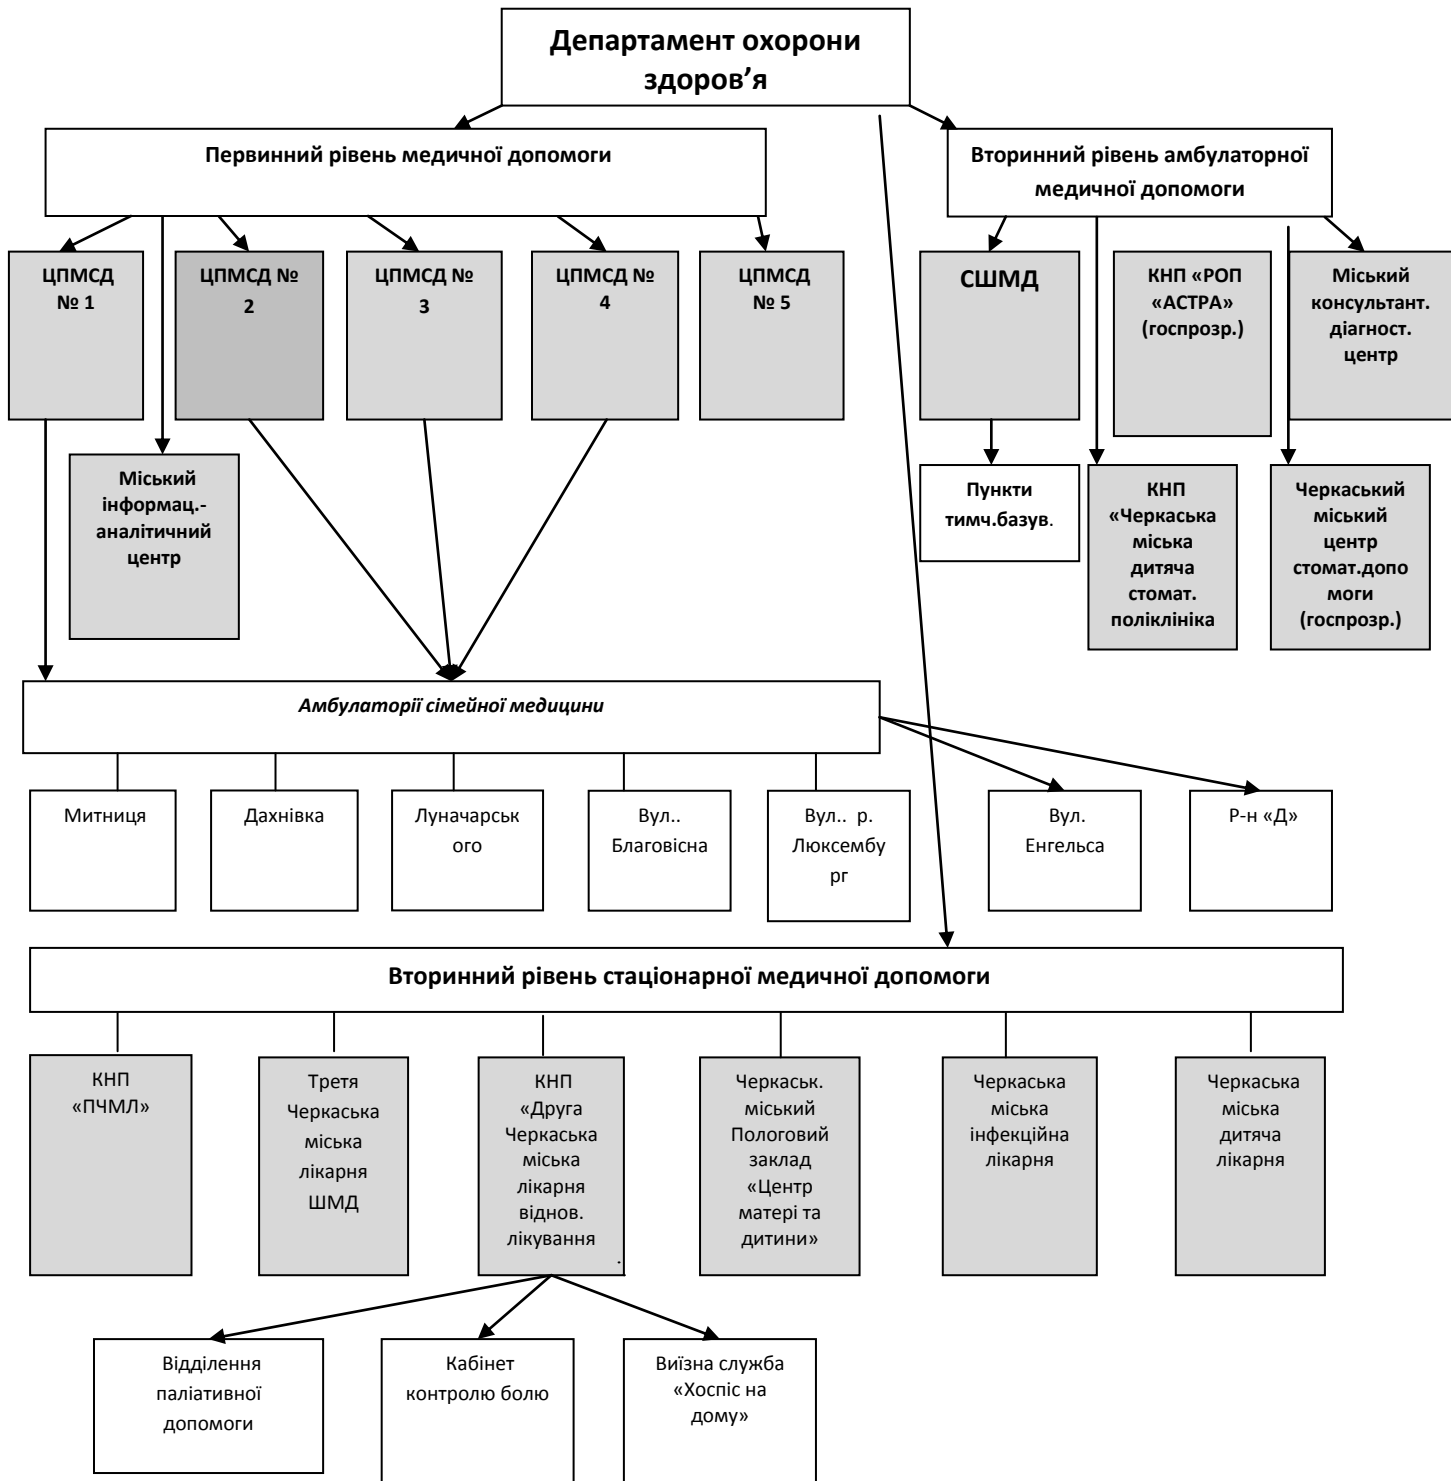 Департамент охорони
здоров’я
Первинний рівень медичної допомоги
Вторинний рівень амбулаторної
медичної допомоги
ЦПМСД
№ 1
ЦПМСД №
2
ЦПМСД №
3
ЦПМСД №
4
ЦПМСД
№ 5
СШМД
КНП «РОП
«АСТРА»
(госпрозр.)
Міський
консультант.
діагност.
центр
Міський
інформац.-
аналітичний
центр
Пункти
тимч.базув.
КНП
«Черкаська
міська
дитяча
стомат.
поліклініка
Черкаський
міський
центр
стомат.допо
моги
(госпрозр.)
Амбулаторії сімейної медицини
Митниця
Дахнівка
Луначарськ
ого
Вул..
Благовісна
Вул.. р.
Люксембу
рг
Вул.
Енгельса
Р-н «Д»
Вторинний рівень стаціонарної медичної допомоги
КНП
«ПЧМЛ»
Третя
Черкаська
міська
лікарня
ШМД
КНП
«Друга
Черкаська
міська
лікарня
віднов.
лікування
.
Черкаськ.
міський
Пологовий
заклад
«Центр
матері та
дитини»
Черкаська
міська
інфекційна
лікарня
Черкаська
міська
дитяча
лікарня
Відділення
паліативної
допомоги
Кабінет
контролю болю
Виїзна служба
«Хоспіс на
дому»